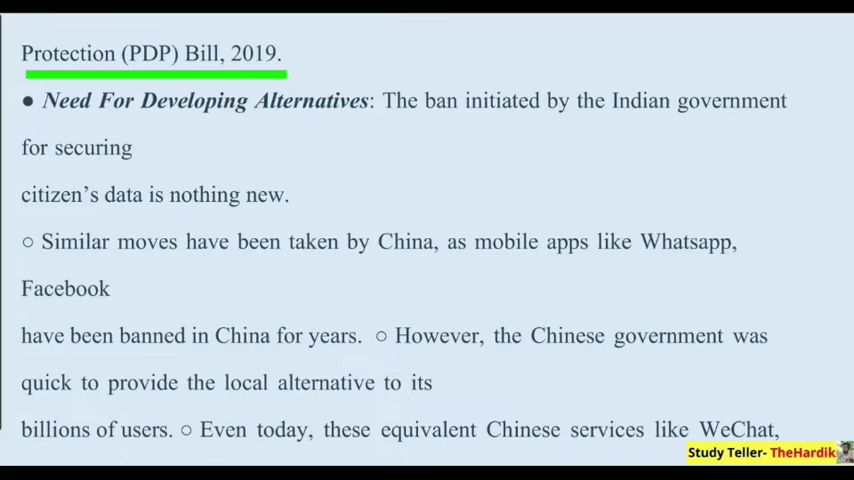 Protection (PDP) Bill, 2019.
● Need For Developing Alternatives: The ban initiated by the Indian government
for securing
citizen’s data is nothing new.
○ Similar moves have been taken by China, as mobile apps like Whatsapp,
Facebook
have been banned in China for years. ○ However, the Chinese government was
quick to provide the local alternative to its
billions of users. ○ Even today, these equivalent Chinese services like WeChat,
Study Teller- TheHardik